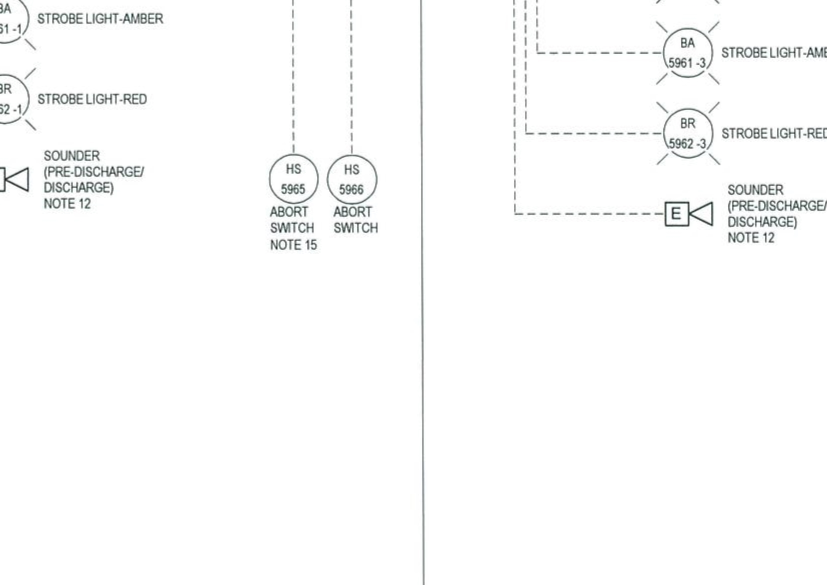 BA
61 -1
STROBE LIGHT-AMBER
BR
62 -1
STROBE LIGHT-RED
SOUNDER
(PRE-DISCHARGE/
DISCHARGE)
NOTE 12
HS
5965
ABORT
SWITCH
NOTE 15
HS
5966
ABORT
SWITCH
BA
5961 -3
STROBE LIGHT-AMB
BR
5962 -3
STROBE LIGHT-RED
E
SOUNDER
(PRE-DISCHARGE/
DISCHARGE)
NOTE 12